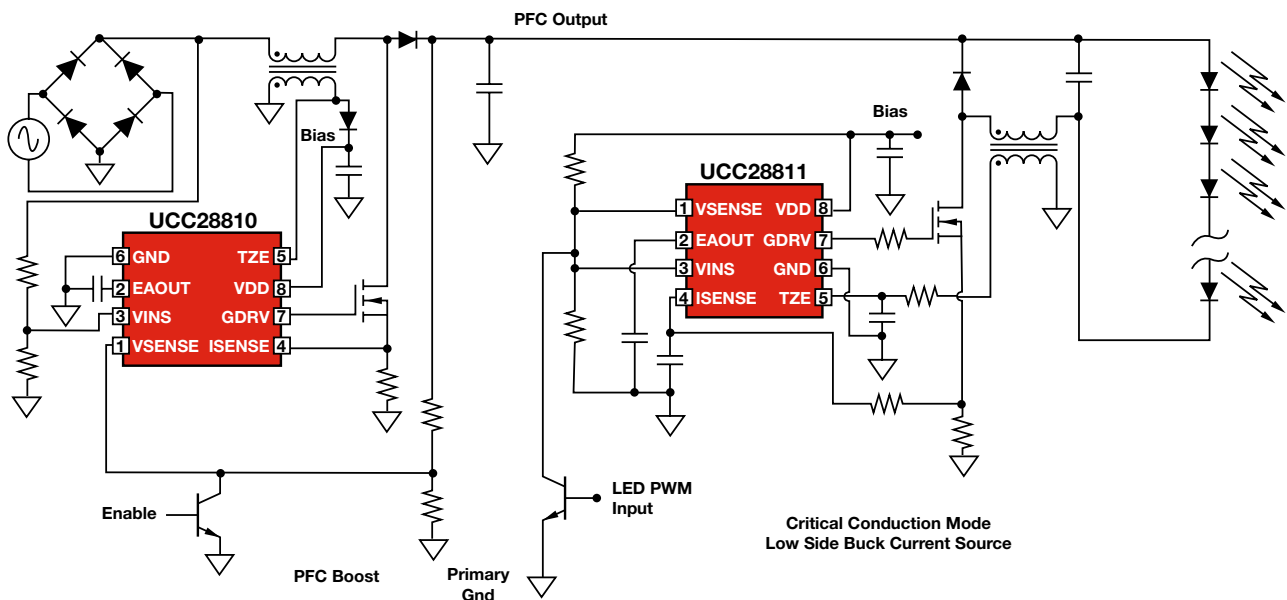 PFC Output
Bias
Bias
UCC28811
1 VSENSE VDD 8
2 EAOUT GDRV 7
3 VINS GND 6
4 ISENSE TZE 5
UCC28810
6 GND TZE 5
2 EAOUT VDD 8
3 VINS GDRV 7
1 VSENSE ISENSE 4
Enable
LED PWM
Input
Critical Conduction Mode
Low Side Buck Current Source
PFC Boost
Primary
Gnd